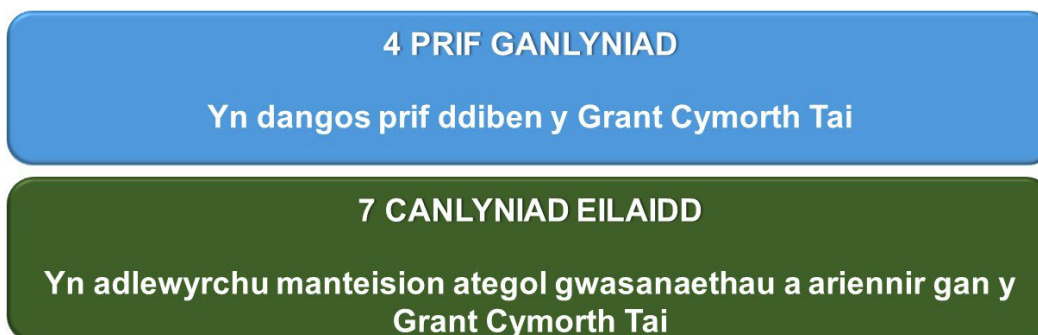 4 PRIF GANLYNIAD
Yn dangos prif ddiben y Grant Cymorth Tai
7 CANLYNIAD EILAIDD
Yn adlewyrchu manteision ategol gwasanaethau a ariennir gan y
Grant Cymorth Tai